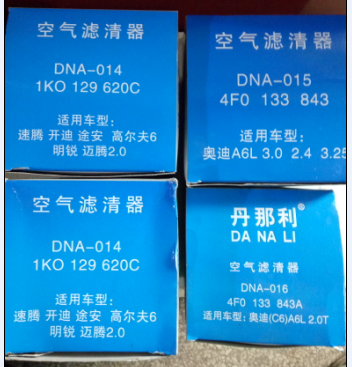 空气滤清器
DNA-014
1KO 129 620C
适用车型:
速腾 开迪 途安 高尔夫6
明锐 迈腾2.0
空气滤清器
DNA-015
4F0 133 843
适用车型:
奥迪A6L 3.0 2.4 3.25
空气滤清器
DNA-014
1KO 129 620C
适用车型:
速腾 开迪 途安 高尔夫6
明锐 迈腾2.0
丹那利®
DA NA LI
空气滤清器
DNA-016
4F0 133 843A
适用车型: 奥迪(C6)A6L 2.0T